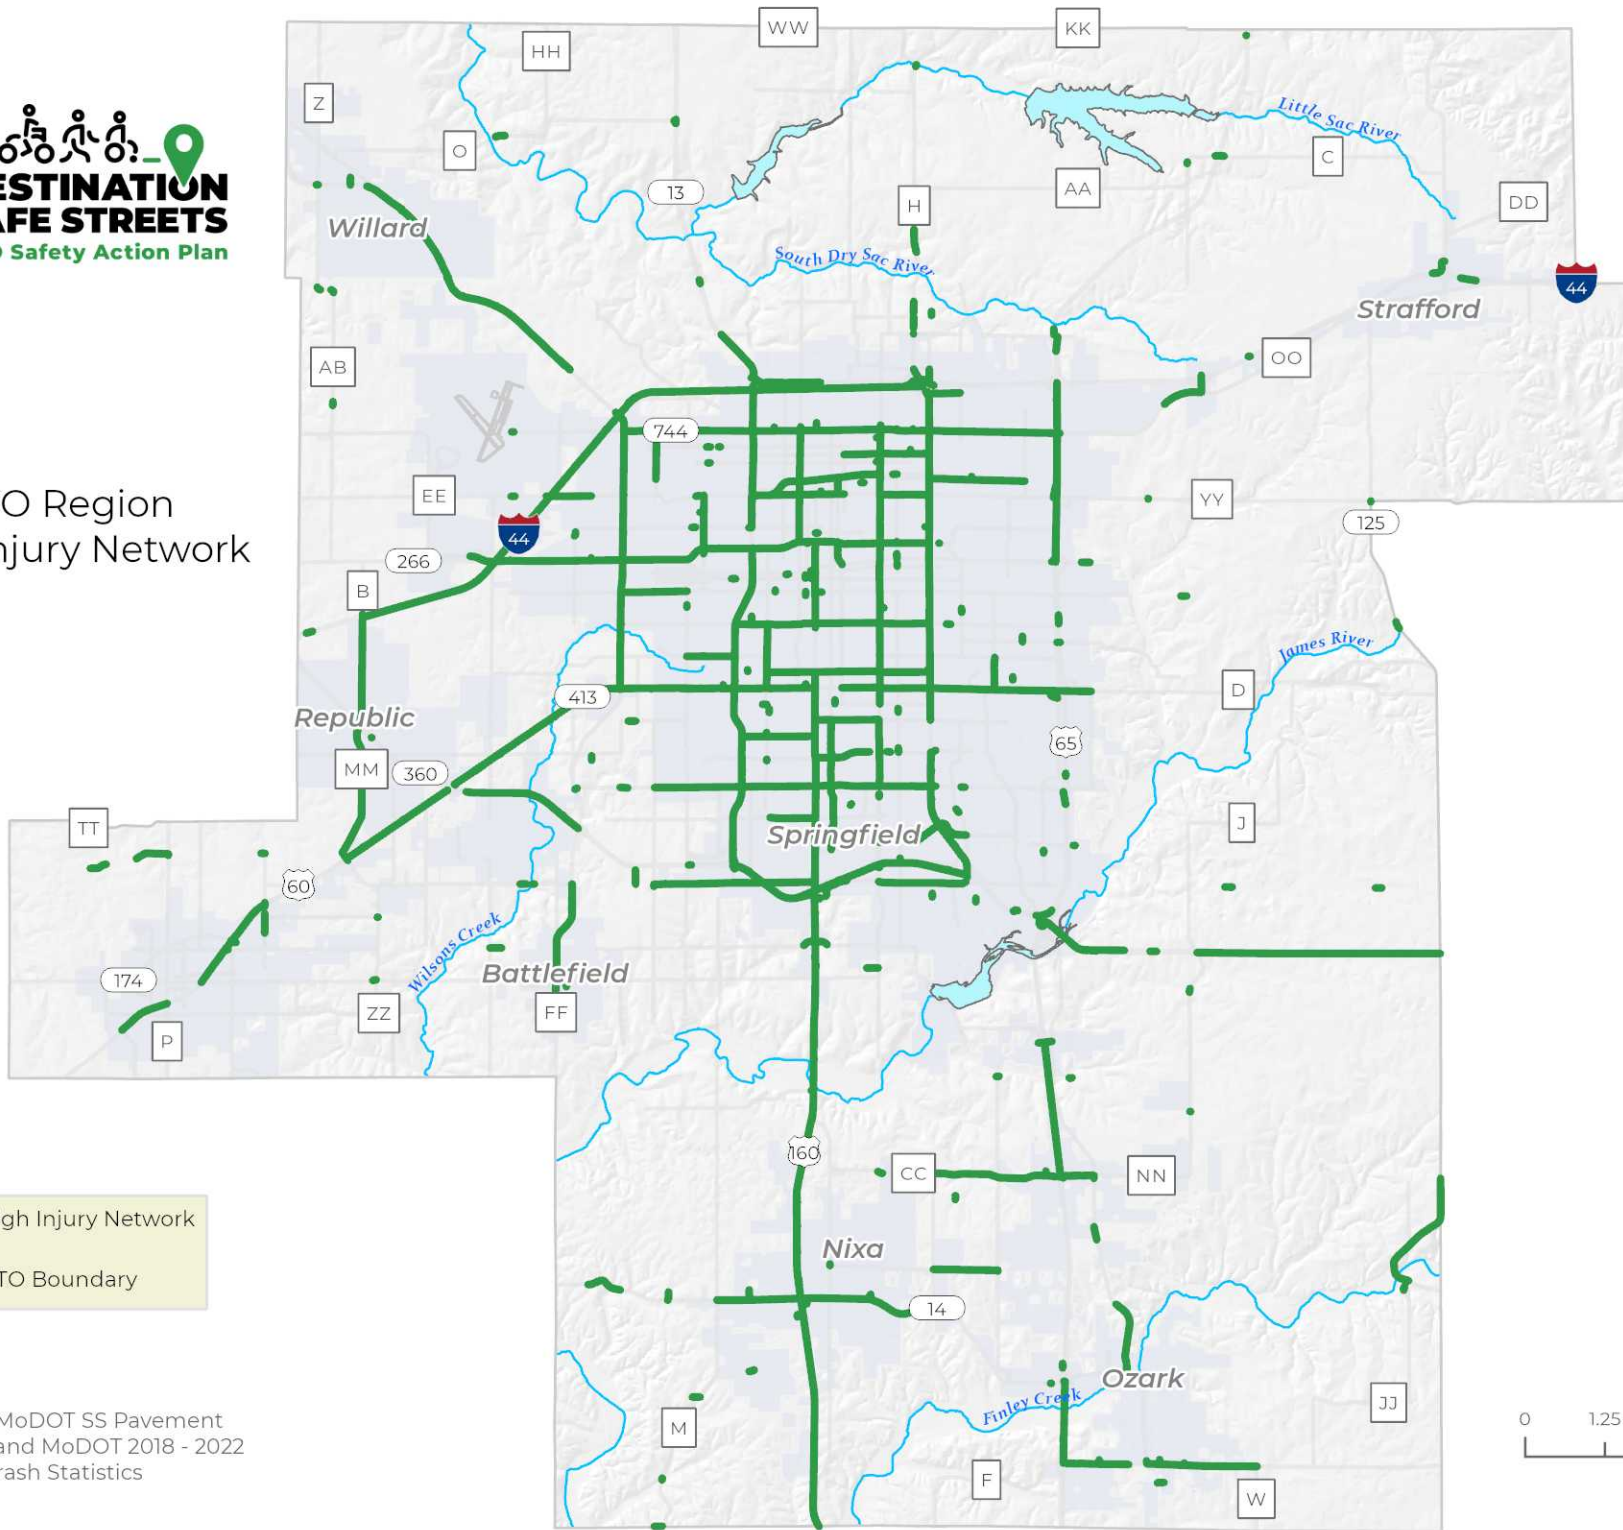 WW
KK
HH
Z
Little Sac River
O
C
ESTINATION
AFE STREETS
Safety Action Plan
13
AA
DD
H
Willard
South Dry Sac River
44
Strafford
OO
AB
744
EE
YY
O Region
njury Network
125
44
266
B
James River
D
413
Republic
65
MM
360
TT
J
Springfield
60
Wilsons Creek
174
Battlefield
ZZ
FF
P
160
CC
NN
gh Injury Network
Nixa
TO Boundary
14
Ozark
Finley Creek
JJ
MoDOT SS Pavement
and MoDOT 2018 - 2022
rash Statistics
M
0 1.25
F
W